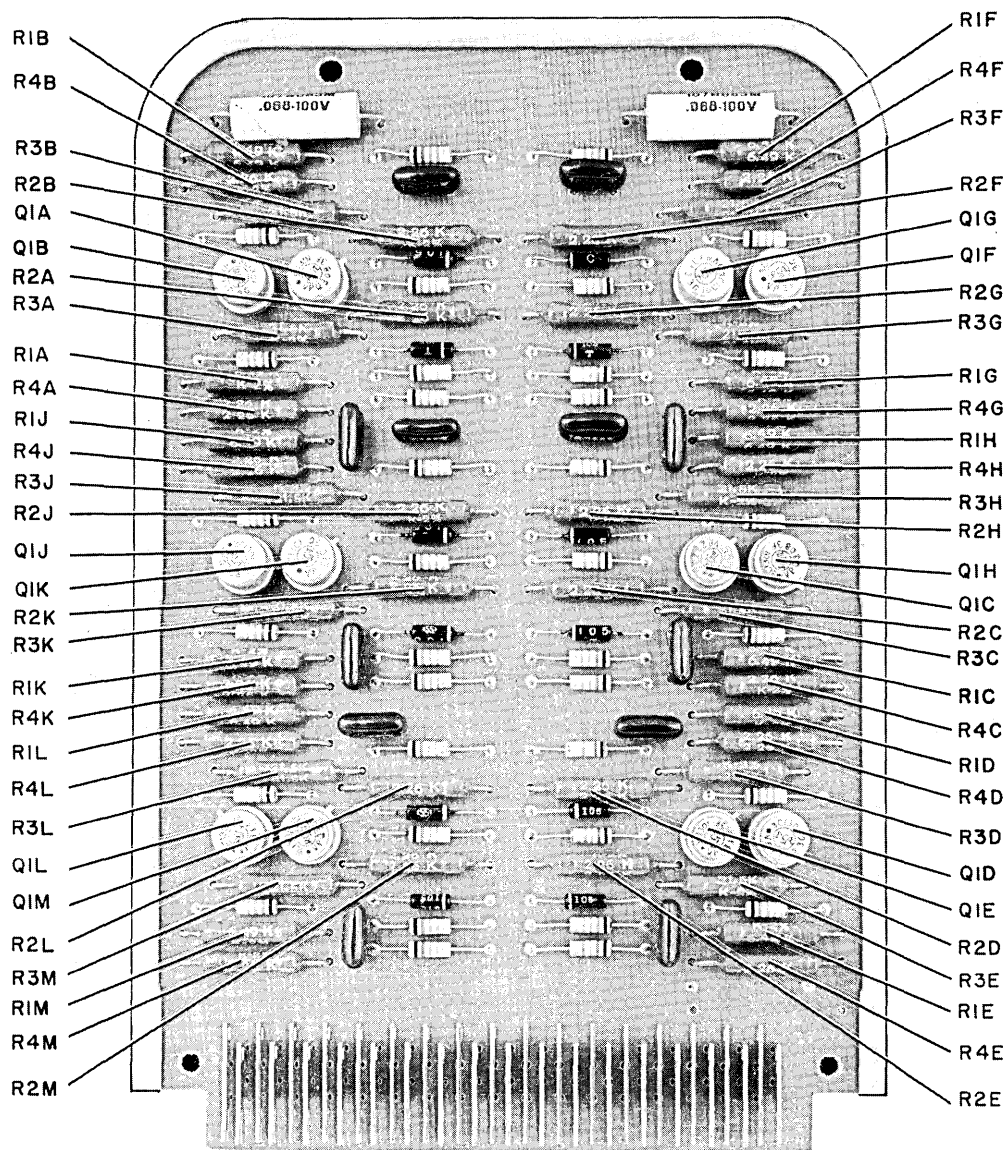 R1B
R4B
R3B
R2B
Q1A
Q1B
R2A
R3A
R1A
R4A
R1J
R4J
R3J
R2J
Q1J
Q1K
R2K
R3K
R1K
R4K
R1L
R4L
R3L
Q1L
Q1M
R2L
R3M
R1M
R4M
R2M
.068-100V
.068-100V
105
105
105
R1F
R4F
R3F
R2F
Q1G
Q1F
R2G
R3G
R1G
R4G
R1H
R4H
R3H
R2H
Q1H
Q1C
R2C
R3C
R1C
R4C
R1D
R4D
R3D
Q1D
Q1E
R2D
R3E
R1E
R4E
R2E